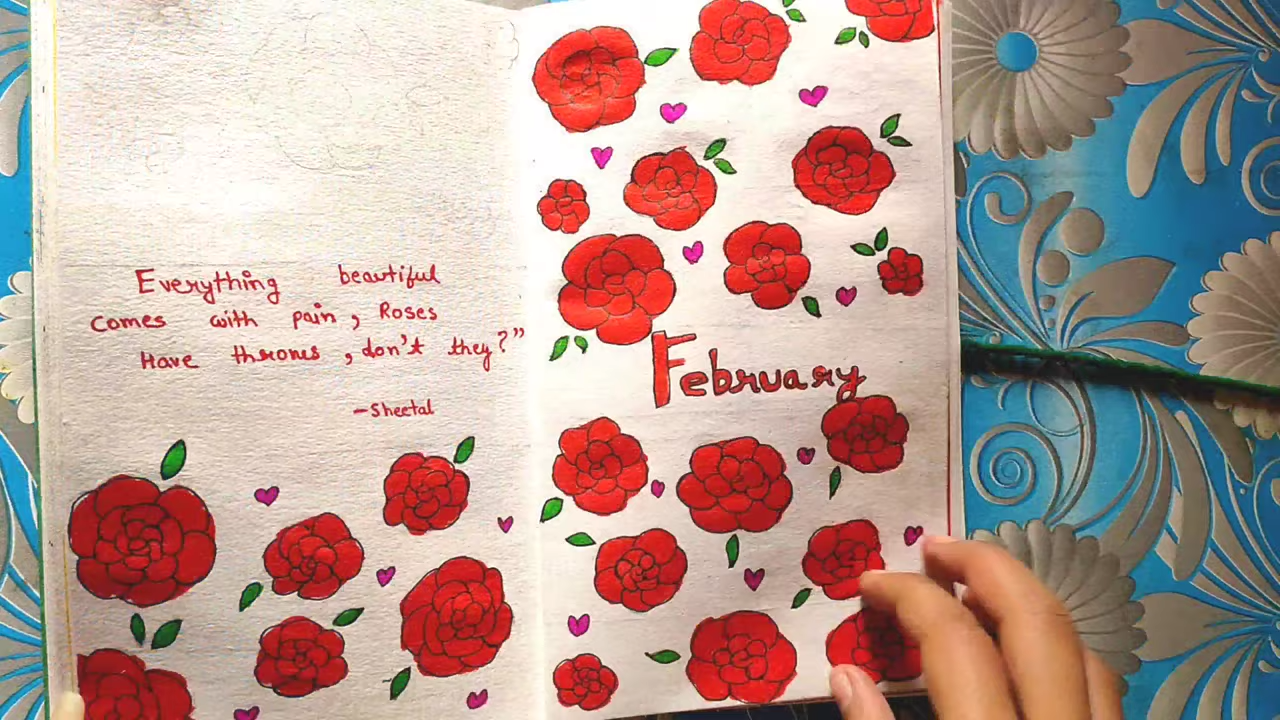 Everything beautiful
comes with pain, Roses
Have thrones, don't they?”
-Sheetal
February